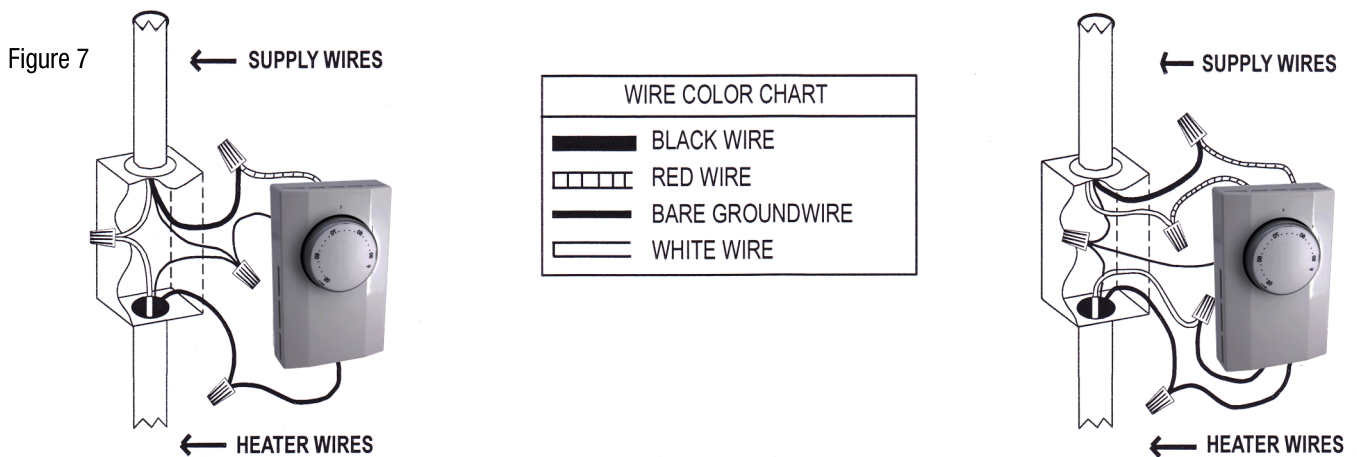 Figure 7
SUPPLY WIRES
HEATER WIRES
WIRE COLOR CHART
BLACK WIRE
RED WIRE
BARE GROUNDWIRE
WHITE WIRE
SUPPLY WIRES
HEATER WIRES